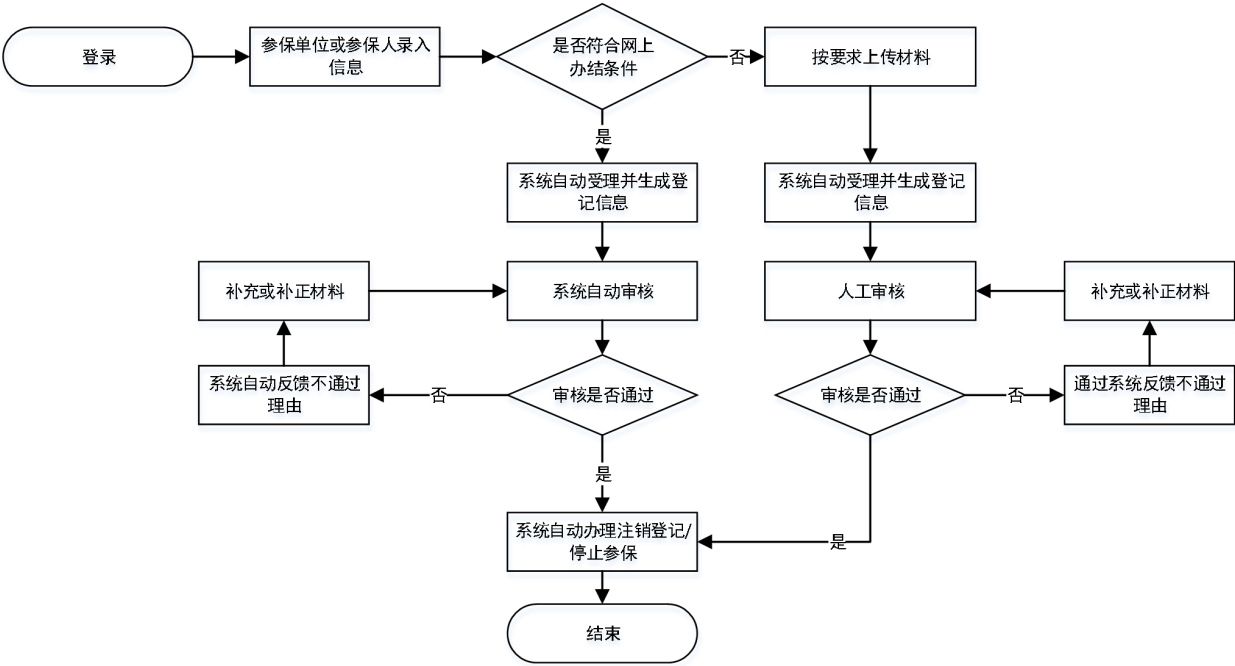 登录
参保单位或参保人录入
信息
是否符合网上
办结条件
否
按要求上传材料
是
系统自动受理并生成登
记信息
系统自动受理并生成登记
信息
补充或补正材料
系统自动审核
人工审核
补充或补正材料
系统自动反馈不通过
理由
否
审核是否通过
审核是否通过
否
通过系统反馈不通过
理由
是
系统自动办理注销登记/
停止参保
是
结束